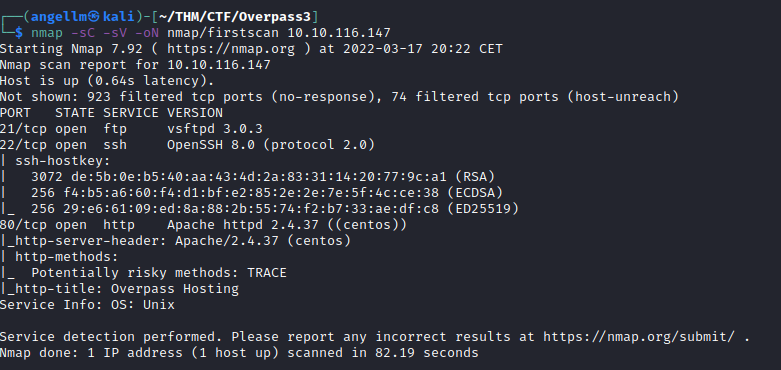 (angellm㉿kali)-[~/THM/CTF/Overpass3]
$ nmap -sC -sV -oN nmap/firstscan 10.10.116.147
Starting Nmap 7.92 ( https://nmap.org ) at 2022-03-17 20:22 CET
Nmap scan report for 10.10.116.147
Host is up (0.64s latency).
Not shown: 923 filtered tcp ports (no-response), 74 filtered tcp ports (host-unreach)
PORT   STATE SERVICE VERSION
21/tcp open  ftp     vsftpd 3.0.3
22/tcp open  ssh     OpenSSH 8.0 (protocol 2.0)
| ssh-hostkey:
|   3072 de:5b:0e:b5:40:aa:43:4d:2a:83:31:14:20:77:9c:a1 (RSA)
|   256 f4:b5:a6:60:f4:d1:bf:e2:85:2e:2e:7e:5f:4c:ce:38 (ECDSA)
|_  256 29:e6:61:09:ed:8a:88:2b:55:74:f2:b7:33:ae:df:c8 (ED25519)
80/tcp open  http    Apache httpd 2.4.37 ((centos))
|_http-server-header: Apache/2.4.37 (centos)
| http-methods:
|_  Potentially risky methods: TRACE
|_http-title: Overpass Hosting
Service Info: OS: Unix
Service detection performed. Please report any incorrect results at https://nmap.org/submit/ .
Nmap done: 1 IP address (1 host up) scanned in 82.19 seconds